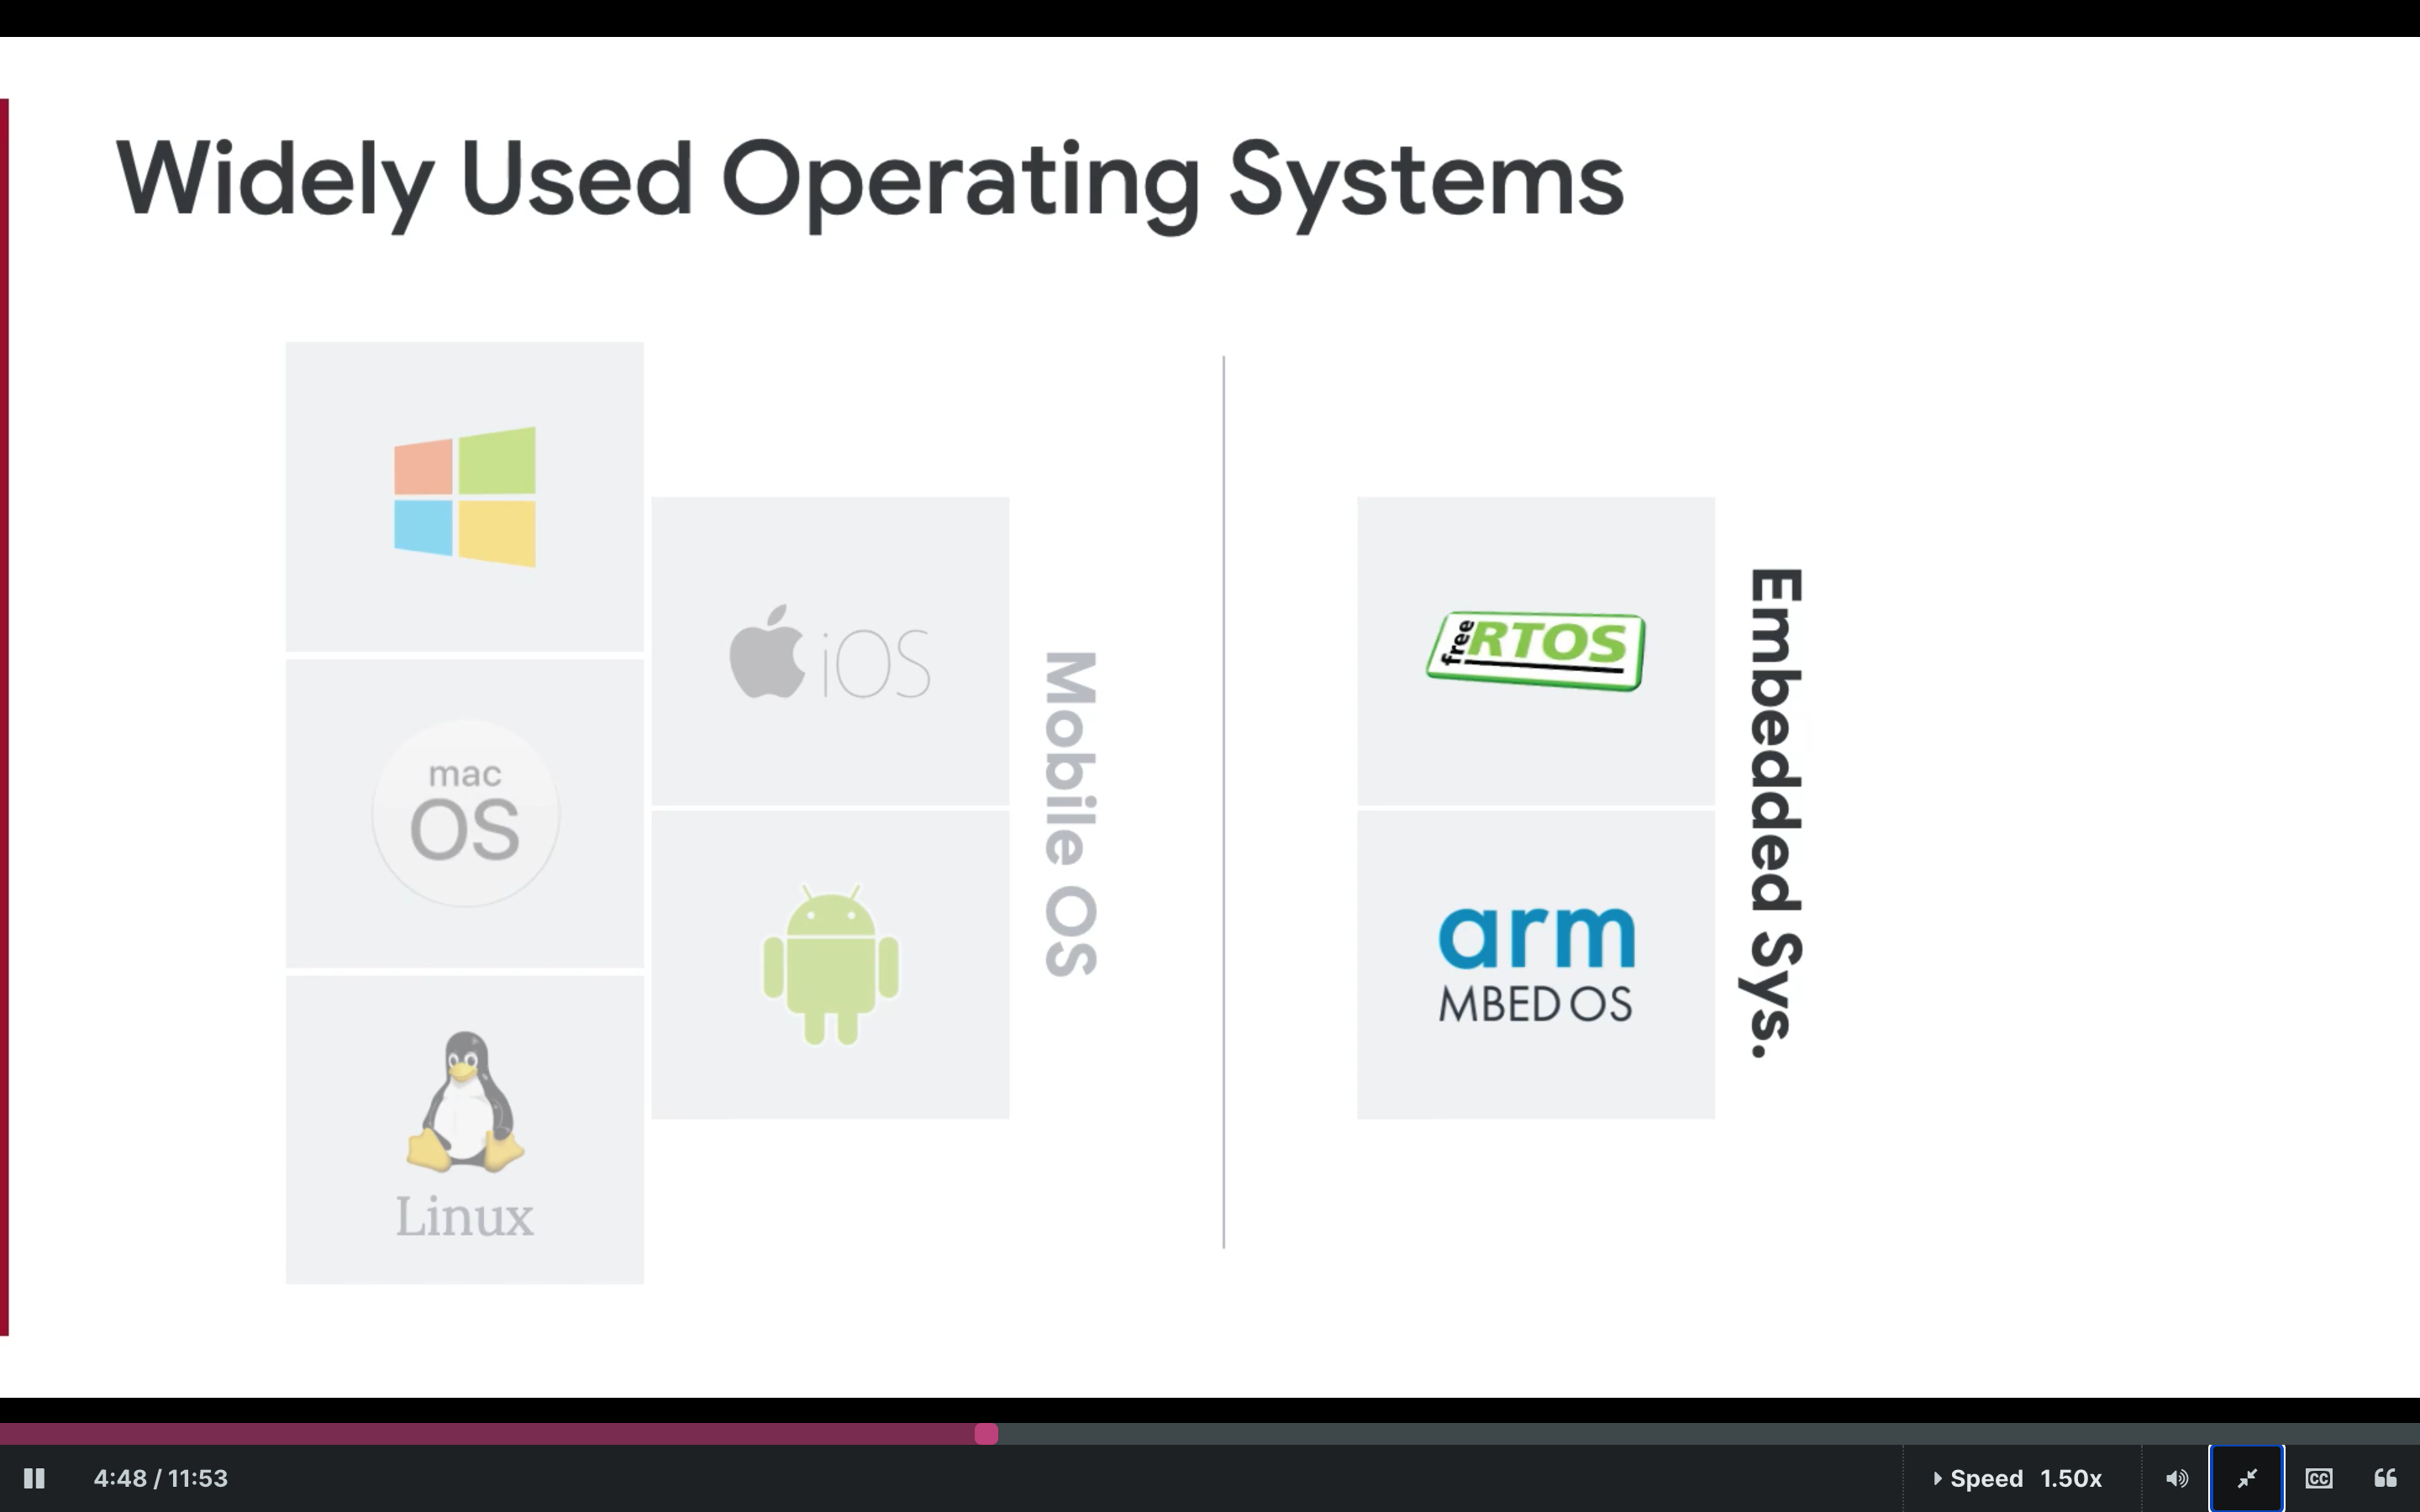 Widely Used Operating Systems
mac
OS
Linux
iOS
Mobile OS
free RTOS
arm
MBED OS
Embedded Sys.
4:48 / 11:53
Speed 1.50x
CC